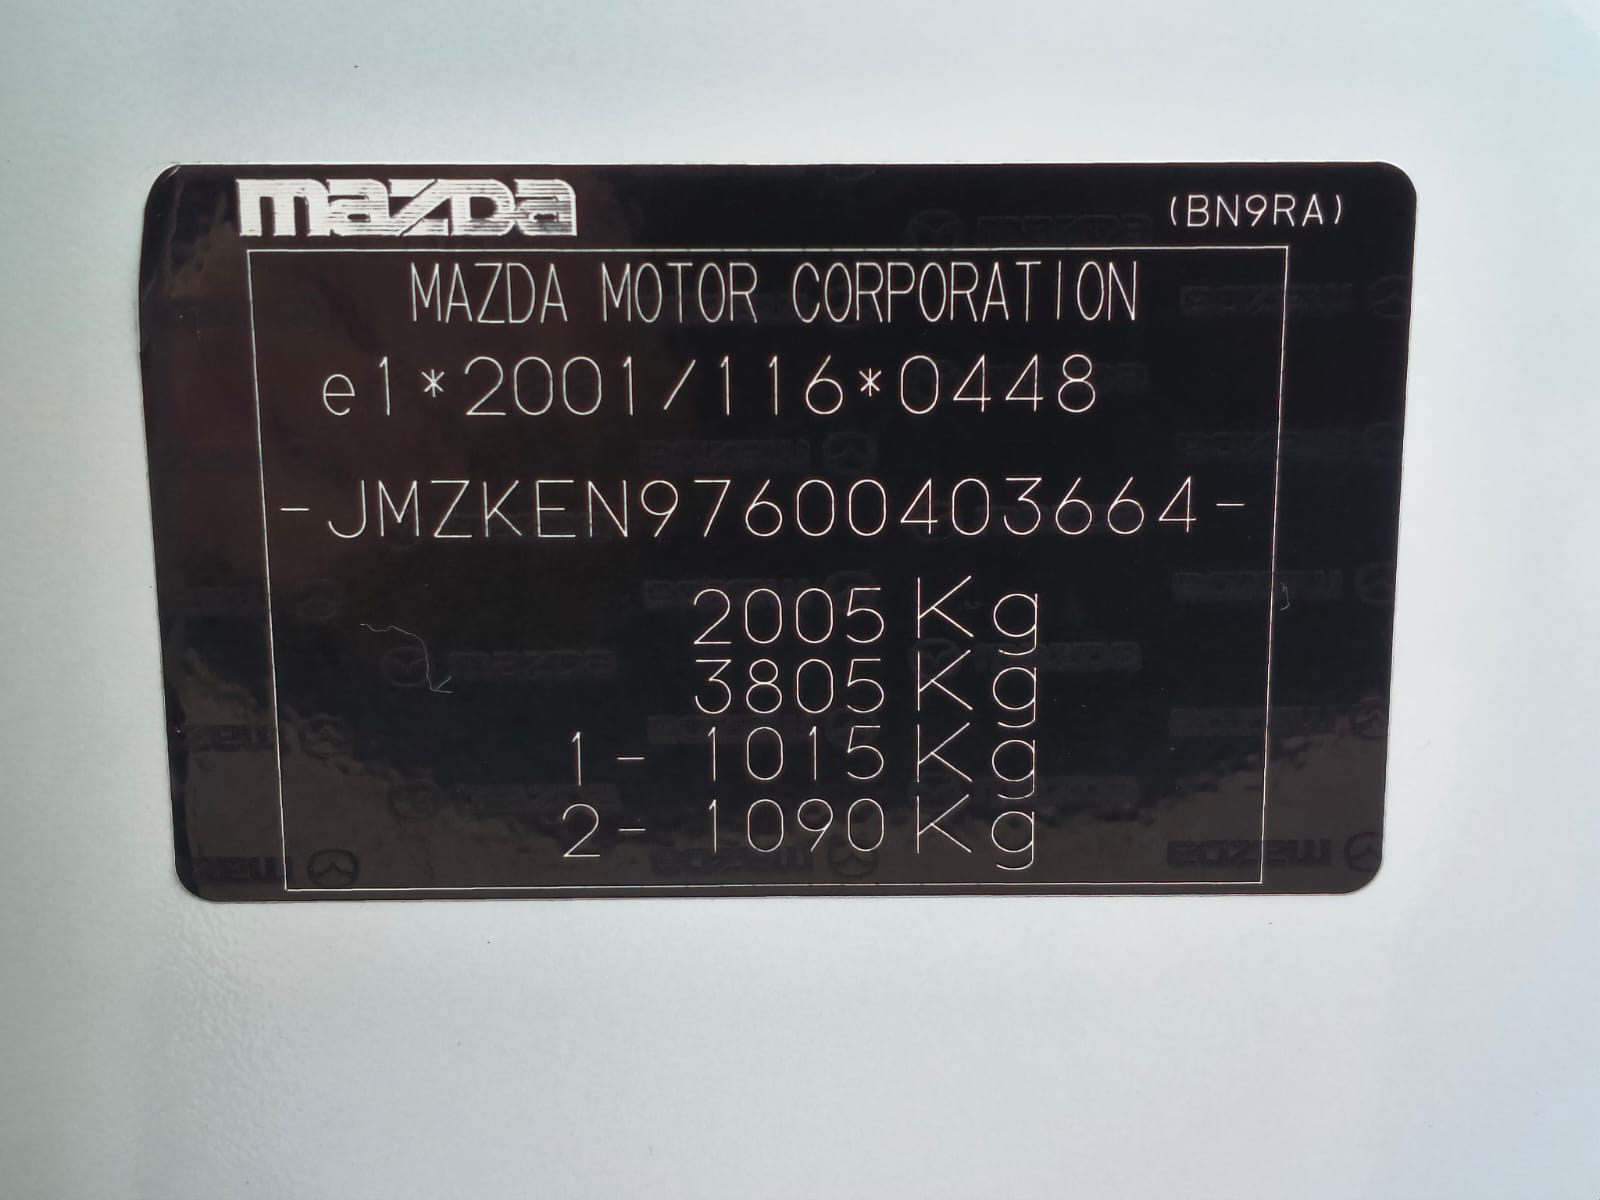 mazda
(BN9RA)
MAZDA MOTOR CORPORATION
e1*2001/116*0448
-JMZKEN97600403664-
2005Kg
3805Kg
1- 1015Kg
2- 1090Kg